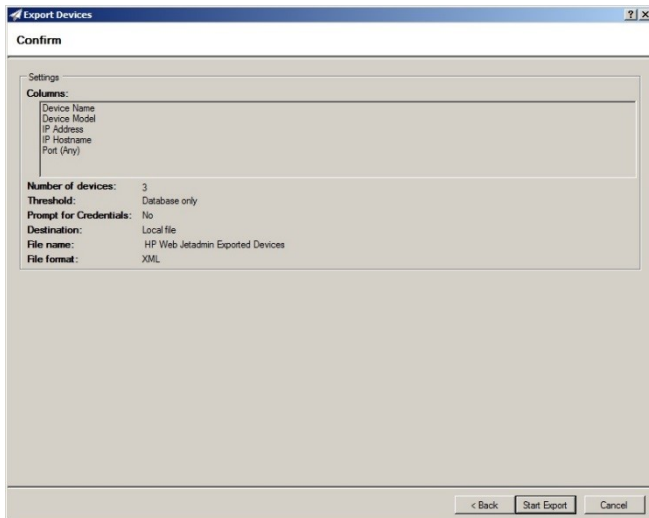 Export Devices
Confirm
Settings
Columns:
Device Name
Device Model
IP Address
IP Hostname
Port (Any)
Number of devices: 3
Threshold: Database only
Prompt for Credentials: No
Destination: Local file
File name: HP Web Jetadmin Exported Devices
File format: XML
< Back Start Export Cancel